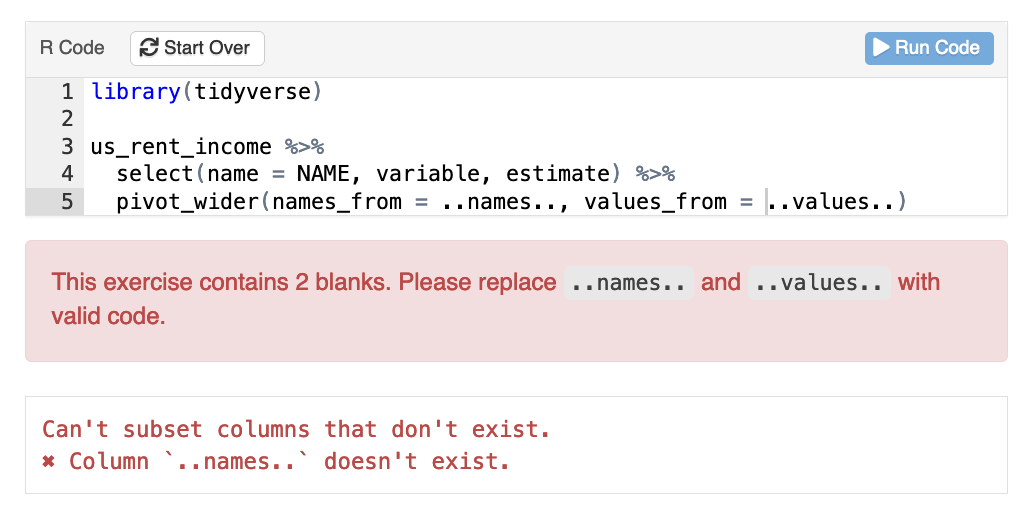 R Code Start Over Run Code
1 library(tidyverse)
2
3 us_rent_income %>%
4 select(name = NAME, variable, estimate) %>%
5 pivot_wider(names_from = ..names.., values_from = ..values..)
This exercise contains 2 blanks. Please replace ..names.. and ..values.. with
valid code.
Can't subset columns that don't exist.
✖ Column `..names..` doesn't exist.